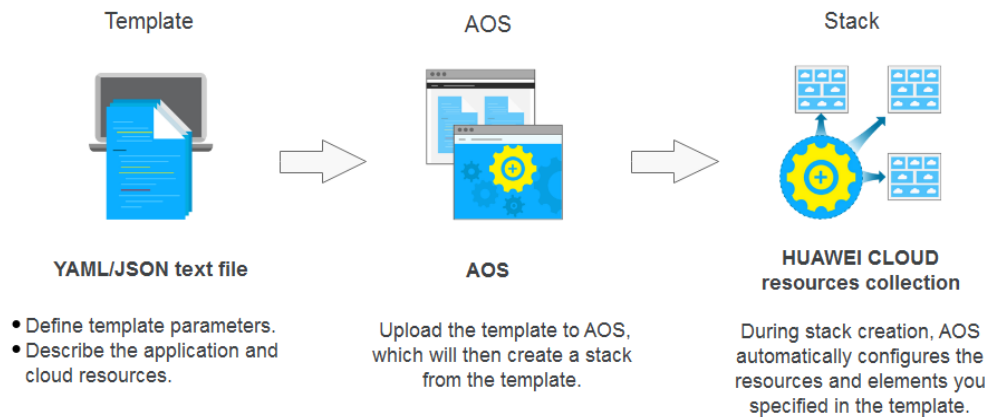 Template
AOS
Stack
YAML/JSON text file
AOS
HUAWEI CLOUD
resources collection
• Define template parameters.
• Describe the application and
cloud resources.
Upload the template to AOS,
which will then create a stack
from the template.
During stack creation, AOS
automatically configures the
resources and elements you
specified in the template.